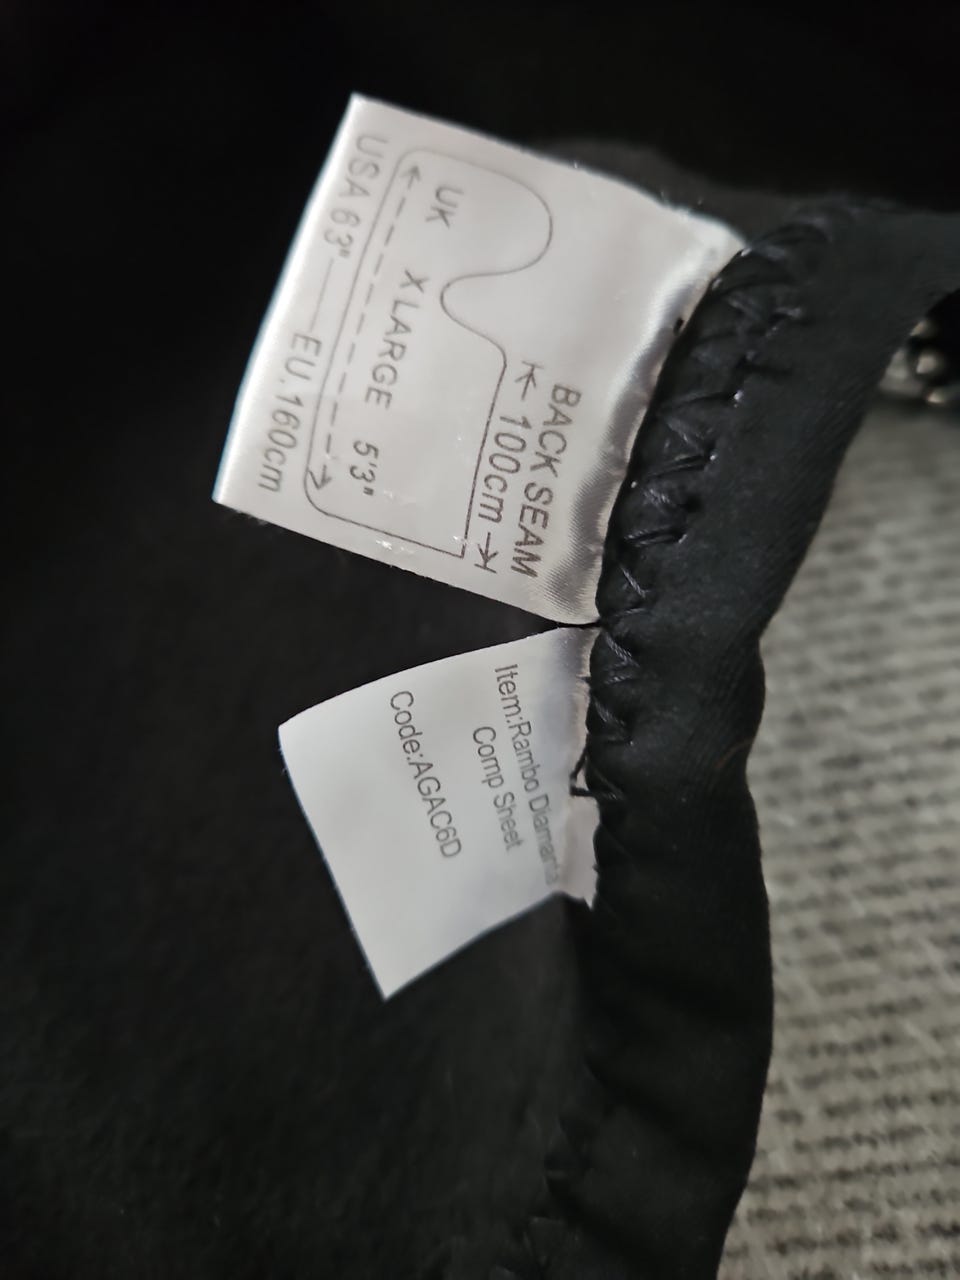 BACK SEAM
100cm
UK X LARGE 5'3"
USA 63" EU.160cm
Item:Rambo
Comp Sheet
Code:AGAC6D